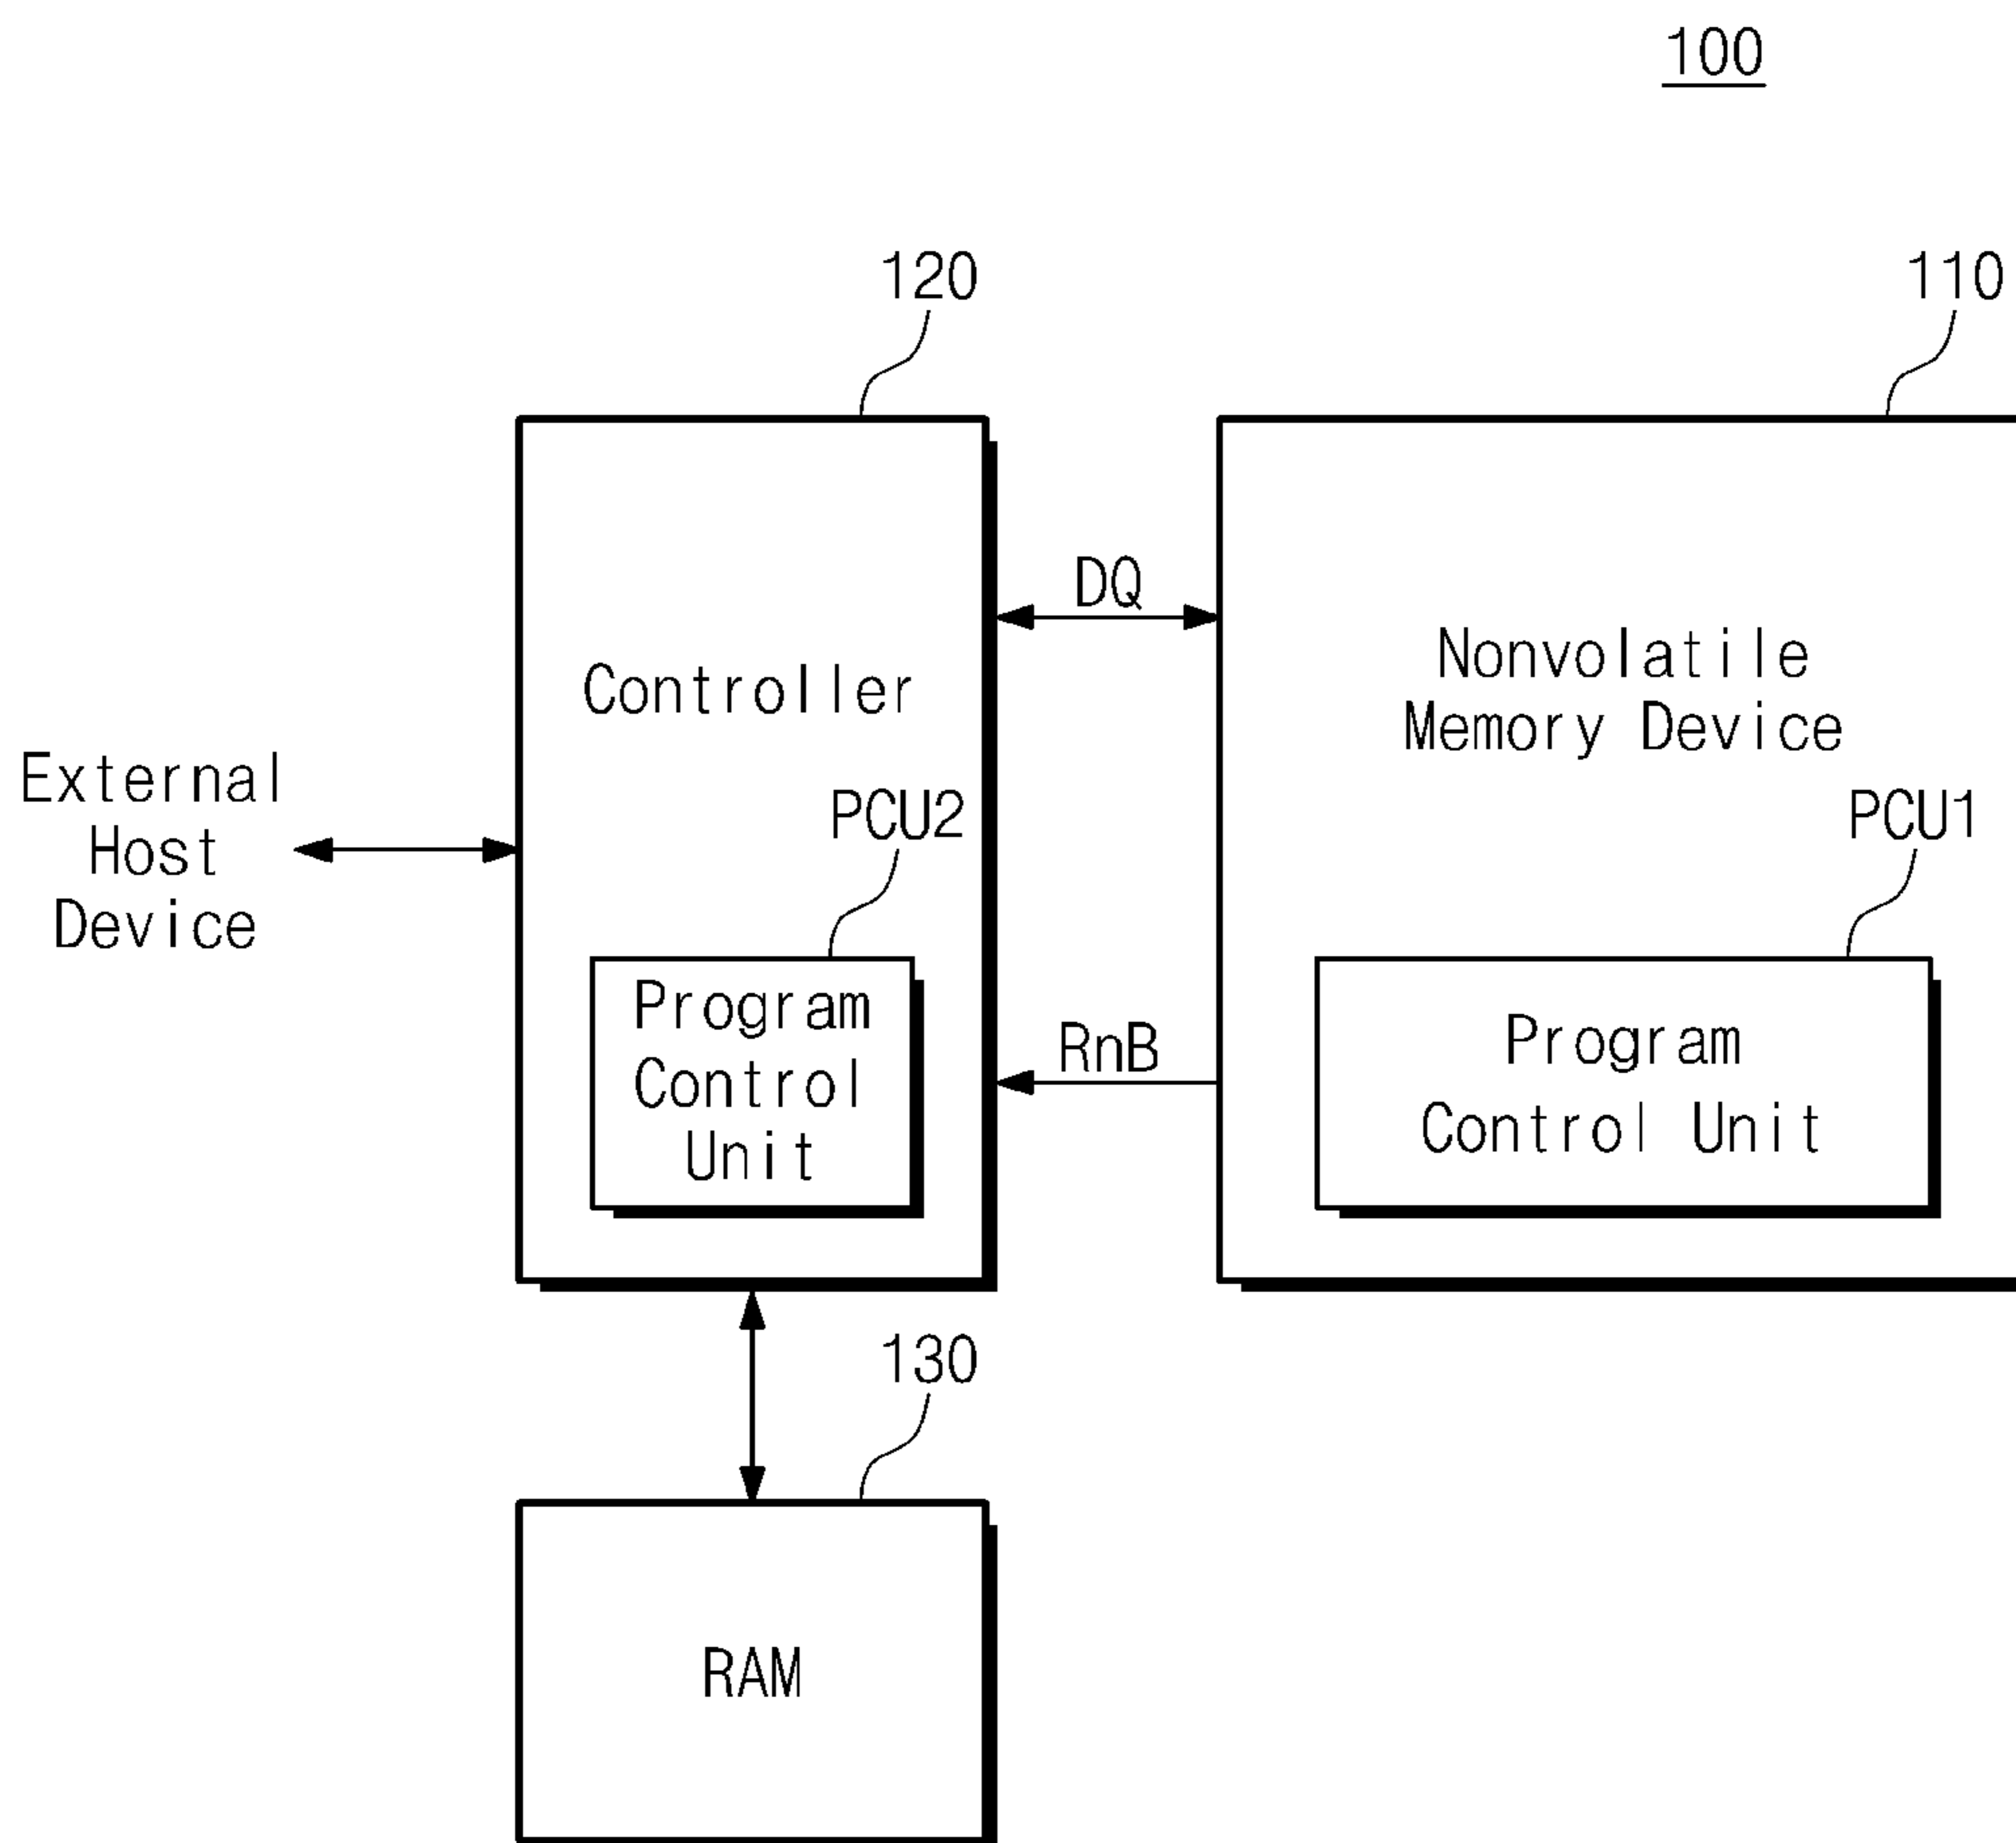 100
120
110
DQ
Controller
Nonvolatile
Memory Device
External
Host
Device
PCU2
PCU1
Program
Control
Unit
RnB
Program
Control Unit
130
RAM